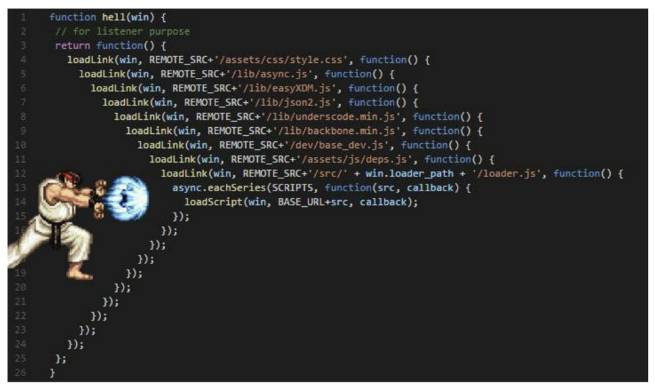 1 function hell(win) {
2 // for listener purpose
3 return function() {
4 loadLink(win, REMOTE_SRC+'/assets/css/style.css', function() {
5 loadLink(win, REMOTE_SRC+'/lib/async.js', function() {
6 loadLink(win, REMOTE_SRC+'/lib/easyXDM.js', function() {
7 loadLink(win, REMOTE_SRC+'/lib/json2.js', function() {
8 loadLink(win, REMOTE_SRC+'/lib/underscode.min.js', function() {
9 loadLink(win, REMOTE_SRC+'/lib/backbone.min.js', function() {
10 loadLink(win, REMOTE_SRC+'/dev/base_dev.js', function() {
11 loadLink(win, REMOTE_SRC+'/assets/js/deps.js', function() {
12 loadLink(win, REMOTE_SRC+'/src/' + win.loader_path + '/loader.js', function() {
13 async.eachSeries(SCRIPTS, function(src, callback) {
14 loadScript(win, BASE_URL+src, callback);
15 });
});
});
});
19 });
20 });
21 });
22 });
23 });
24 });
25 };
26 }